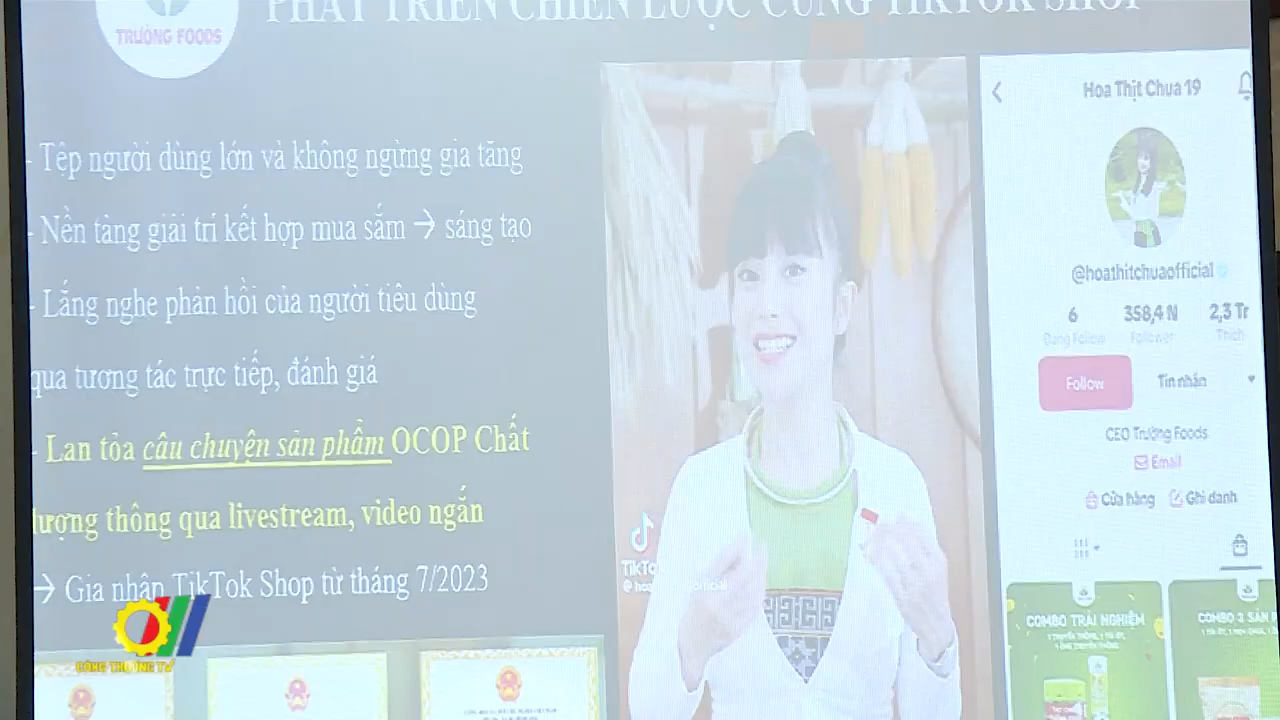 TRƯỜNG FOODS
PHÁT TRIỂN CHIẾN LƯỢC CÙNG TIKTOK SHOP
- Tệp người dùng lớn và không ngừng gia tăng
- Nền tảng giải trí kết hợp mua sắm → sáng tạo
- Lắng nghe phản hồi của người tiêu dùng
qua tương tác trực tiếp, đánh giá
- Lan tỏa câu chuyện sản phẩm OCOP Chất
lượng thông qua livestream, video ngắn
→ Gia nhập TikTok Shop từ tháng 7/2023
CÔNG THƯƠNG TV
Hoa Thịt Chua 19
@hoathitchuaofficial
6 358,4 N 2,3 Tr
Đang Follow Follower Thích
Follow Tin nhắn
CEO Trường Foods
Email
Cửa hàng Ghi danh
COMBO TRẢI NGHIỆM
COMBO 3 SẢN